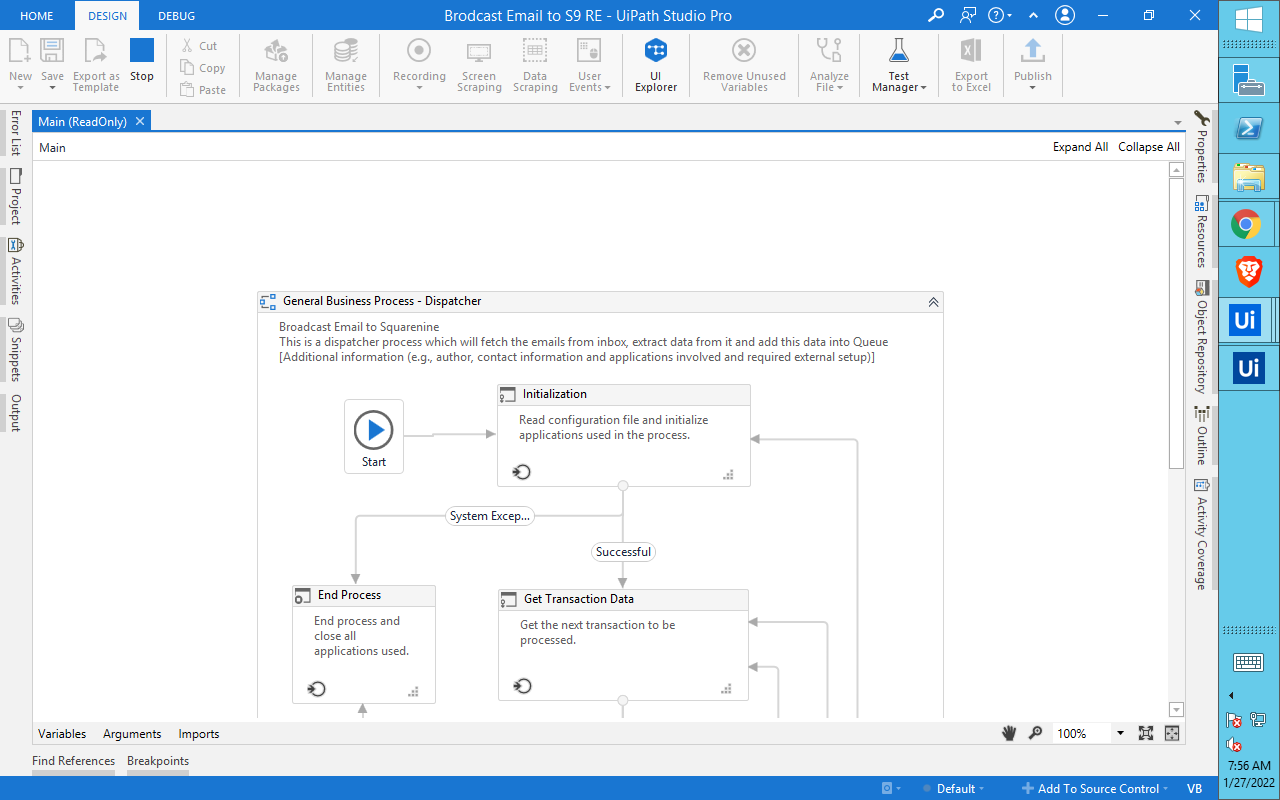 HOME
DESIGN
DEBUG
Brodcast Email to S9 RE - UiPath Studio Pro
New
Save
Export as
Template
Stop
Cut
Copy
Paste
Manage
Packages
Manage
Entities
Recording
Screen
Scraping
Data
Scraping
User
Events
UI
Explorer
Remove Unused
Variables
Analyze
File
Test
Manager
Export
to Excel
Publish
Error List
Project
Activities
Snippets
Output
Main (ReadOnly)
Main
Expand All
Collapse All
General Business Process - Dispatcher
Broadcast Email to Squarenine
This is a dispatcher process which will fetch the emails from inbox, extract data from it and add this data into Queue
[Additional information (e.g., author, contact information and applications involved and required external setup)]
Start
Initialization
Read configuration file and initialize
applications used in the process.
System Excep...
Successful
End Process
End process and
close all
applications used.
Get Transaction Data
Get the next transaction to be
processed.
Properties
Resources
Object Repository
Outline
Activity Coverage
Variables
Arguments
Imports
100%
Find References
Breakpoints
Default
Add To Source Control
VB
Ui
Ui
7:56 AM
1/27/2022